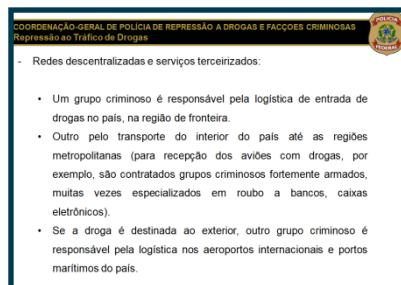 COORDENAÇÃO-GERAL DE POLÍCIA DE REPRESSÃO A DROGAS E FACÇOES CRIMINOSAS
Repressão ao Tráfico de Drogas
POLÍCIA
FEDERAL
- Redes descentralizadas e serviços terceirizados:
• Um grupo criminoso é responsável pela logística de entrada de
drogas no país, na região de fronteira.
• Outro pelo transporte do interior do país até as regiões
metropolitanas (para recepção dos aviões com drogas, por
exemplo, são contratados grupos criminosos fortemente armados,
muitas vezes especializados em roubo a bancos, caixas
eletrônicos).
• Se a droga é destinada ao exterior, outro grupo criminoso é
responsável pela logística nos aeroportos internacionais e portos
marítimos do país.